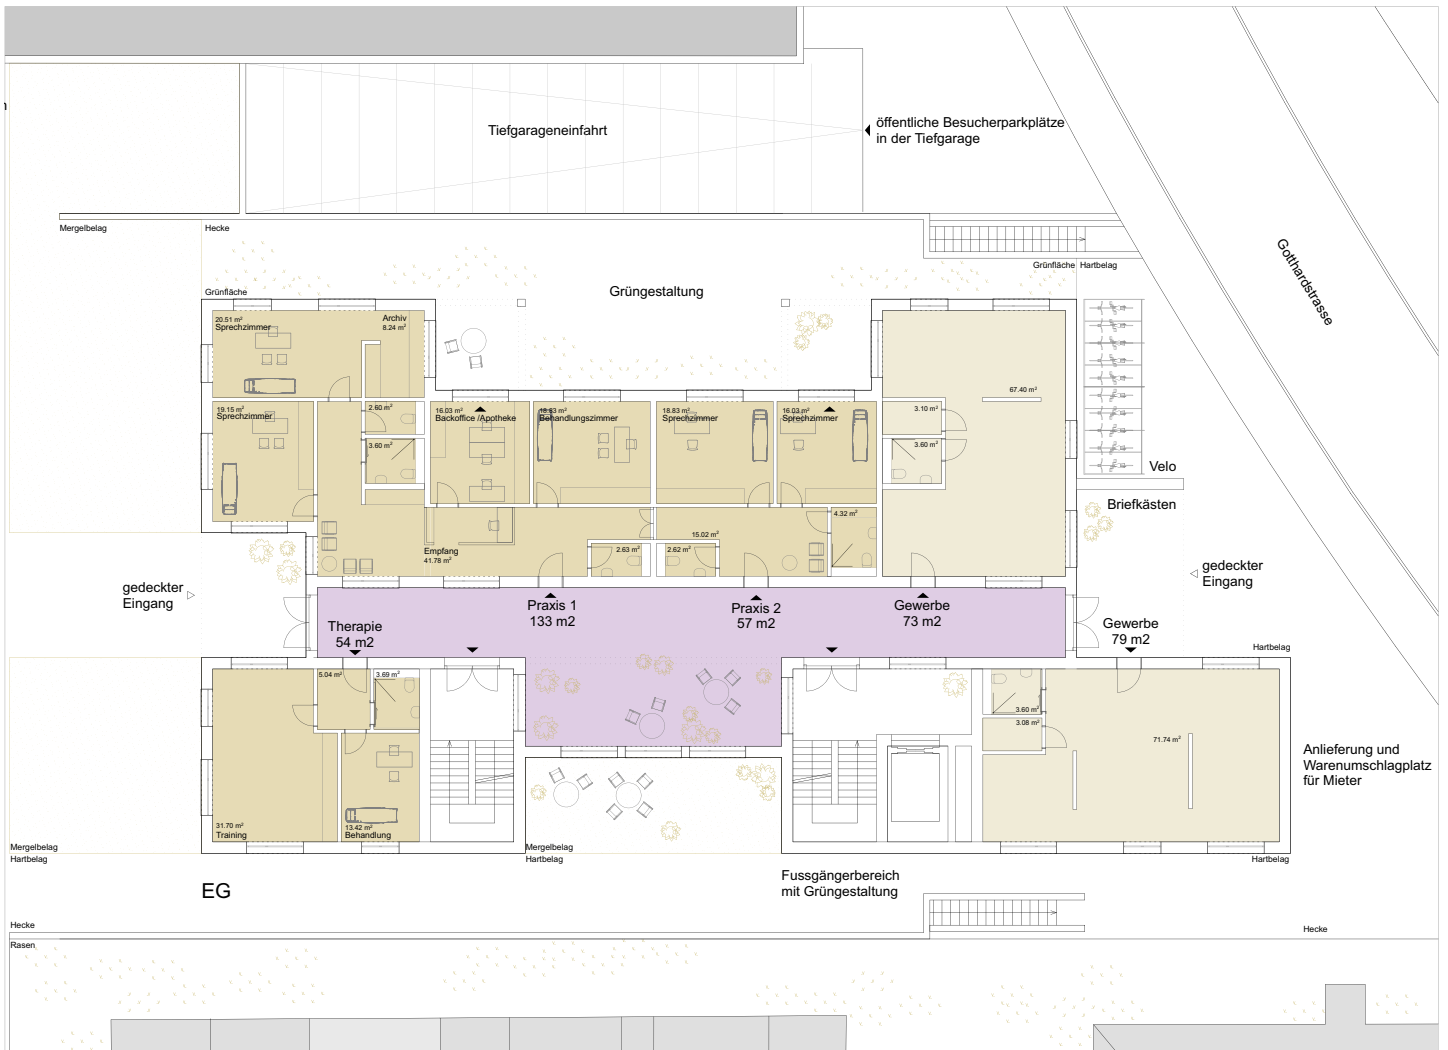 Tiefgarageneinfahrt
öffentliche Besucherparkplätze
in der Tiefgarage
Mergelbelag
Hecke
Gotthardstrasse
Grünfläche
Hartbelag
Grünfläche
Grüngestaltung
20.51 m²
Sprechzimmer
Archiv
8.24 m²
67.40 m²
19.15 m²
Sprechzimmer
2.60 m²
16.03 m²
Backoffice /Apotheke
18.83 m²
Behandlungszimmer
18.83 m²
Sprechzimmer
16.03 m²
Sprechzimmer
3.10 m²
3.60 m²
3.60 m²
Velo
Briefkästen
4.32 m²
15.02 m²
Empfang
41.78 m²
2.63 m²
2.62 m²
gedeckter
Eingang
gedeckter
Eingang
Praxis 1
133 m2
Praxis 2
57 m2
Gewerbe
73 m2
Therapie
54 m2
Gewerbe
79 m2
Hartbelag
5.04 m²
3.69 m²
3.60 m²
3.08 m²
71.74 m²
Anlieferung und
Warenumschlagplatz
für Mieter
31.70 m²
Training
13.42 m²
Behandlung
Mergelbelag
Hartbelag
Mergelbelag
Hartbelag
Hartbelag
EG
Fussgängerbereich
mit Grüngestaltung
Hecke
Rasen
Hecke